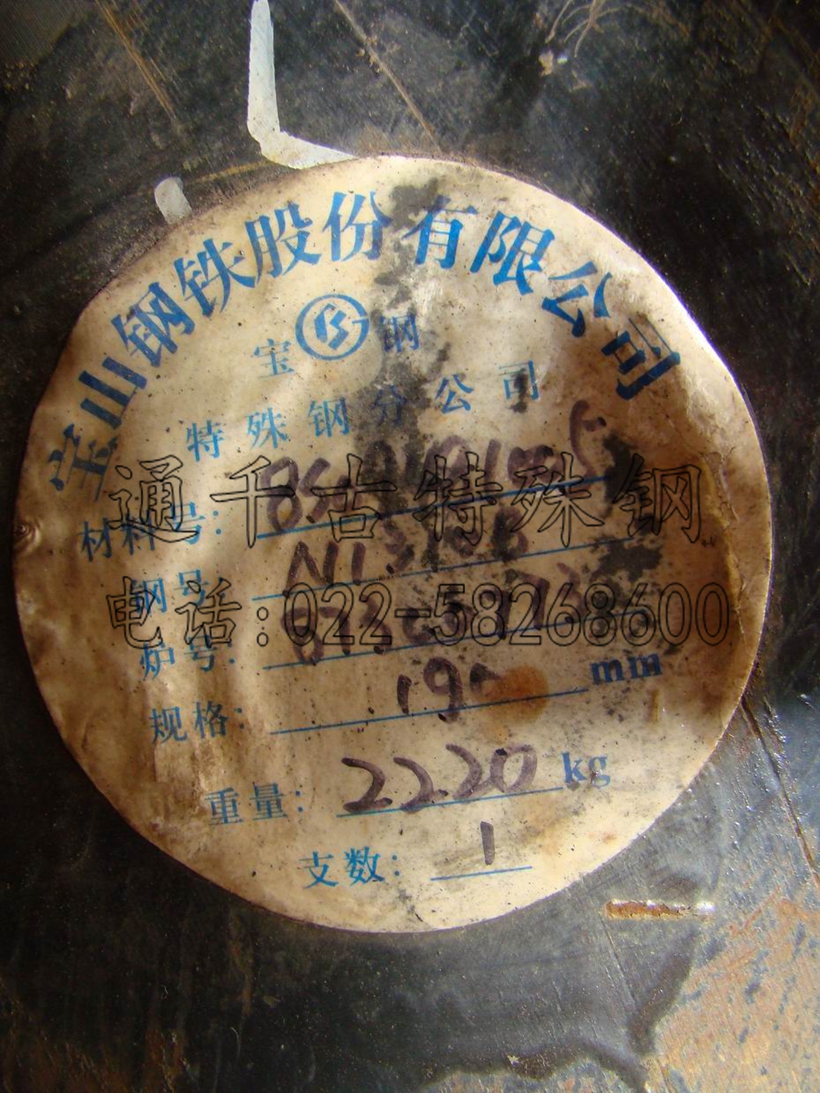 宝山钢铁股份有限公司
宝 钢
特殊钢分公司
通千古特殊钢
材料号:
钢号:
电话:022-58268600
炉号:
规格: mm
重量: 2220 kg
支数: 1